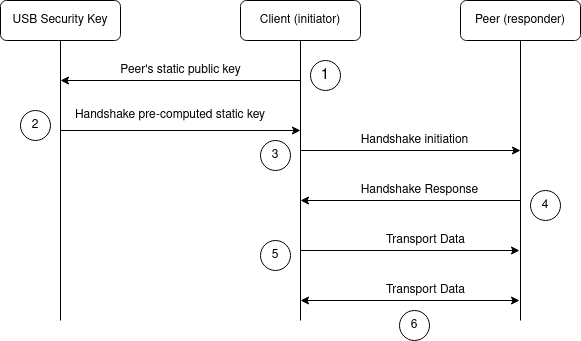 USB Security Key
Client (initiator)
Peer (responder)
Peer's static public key
1
Handshake pre-computed static key
2
Handshake initiation
3
Handshake Response
4
Transport Data
5
Transport Data
6